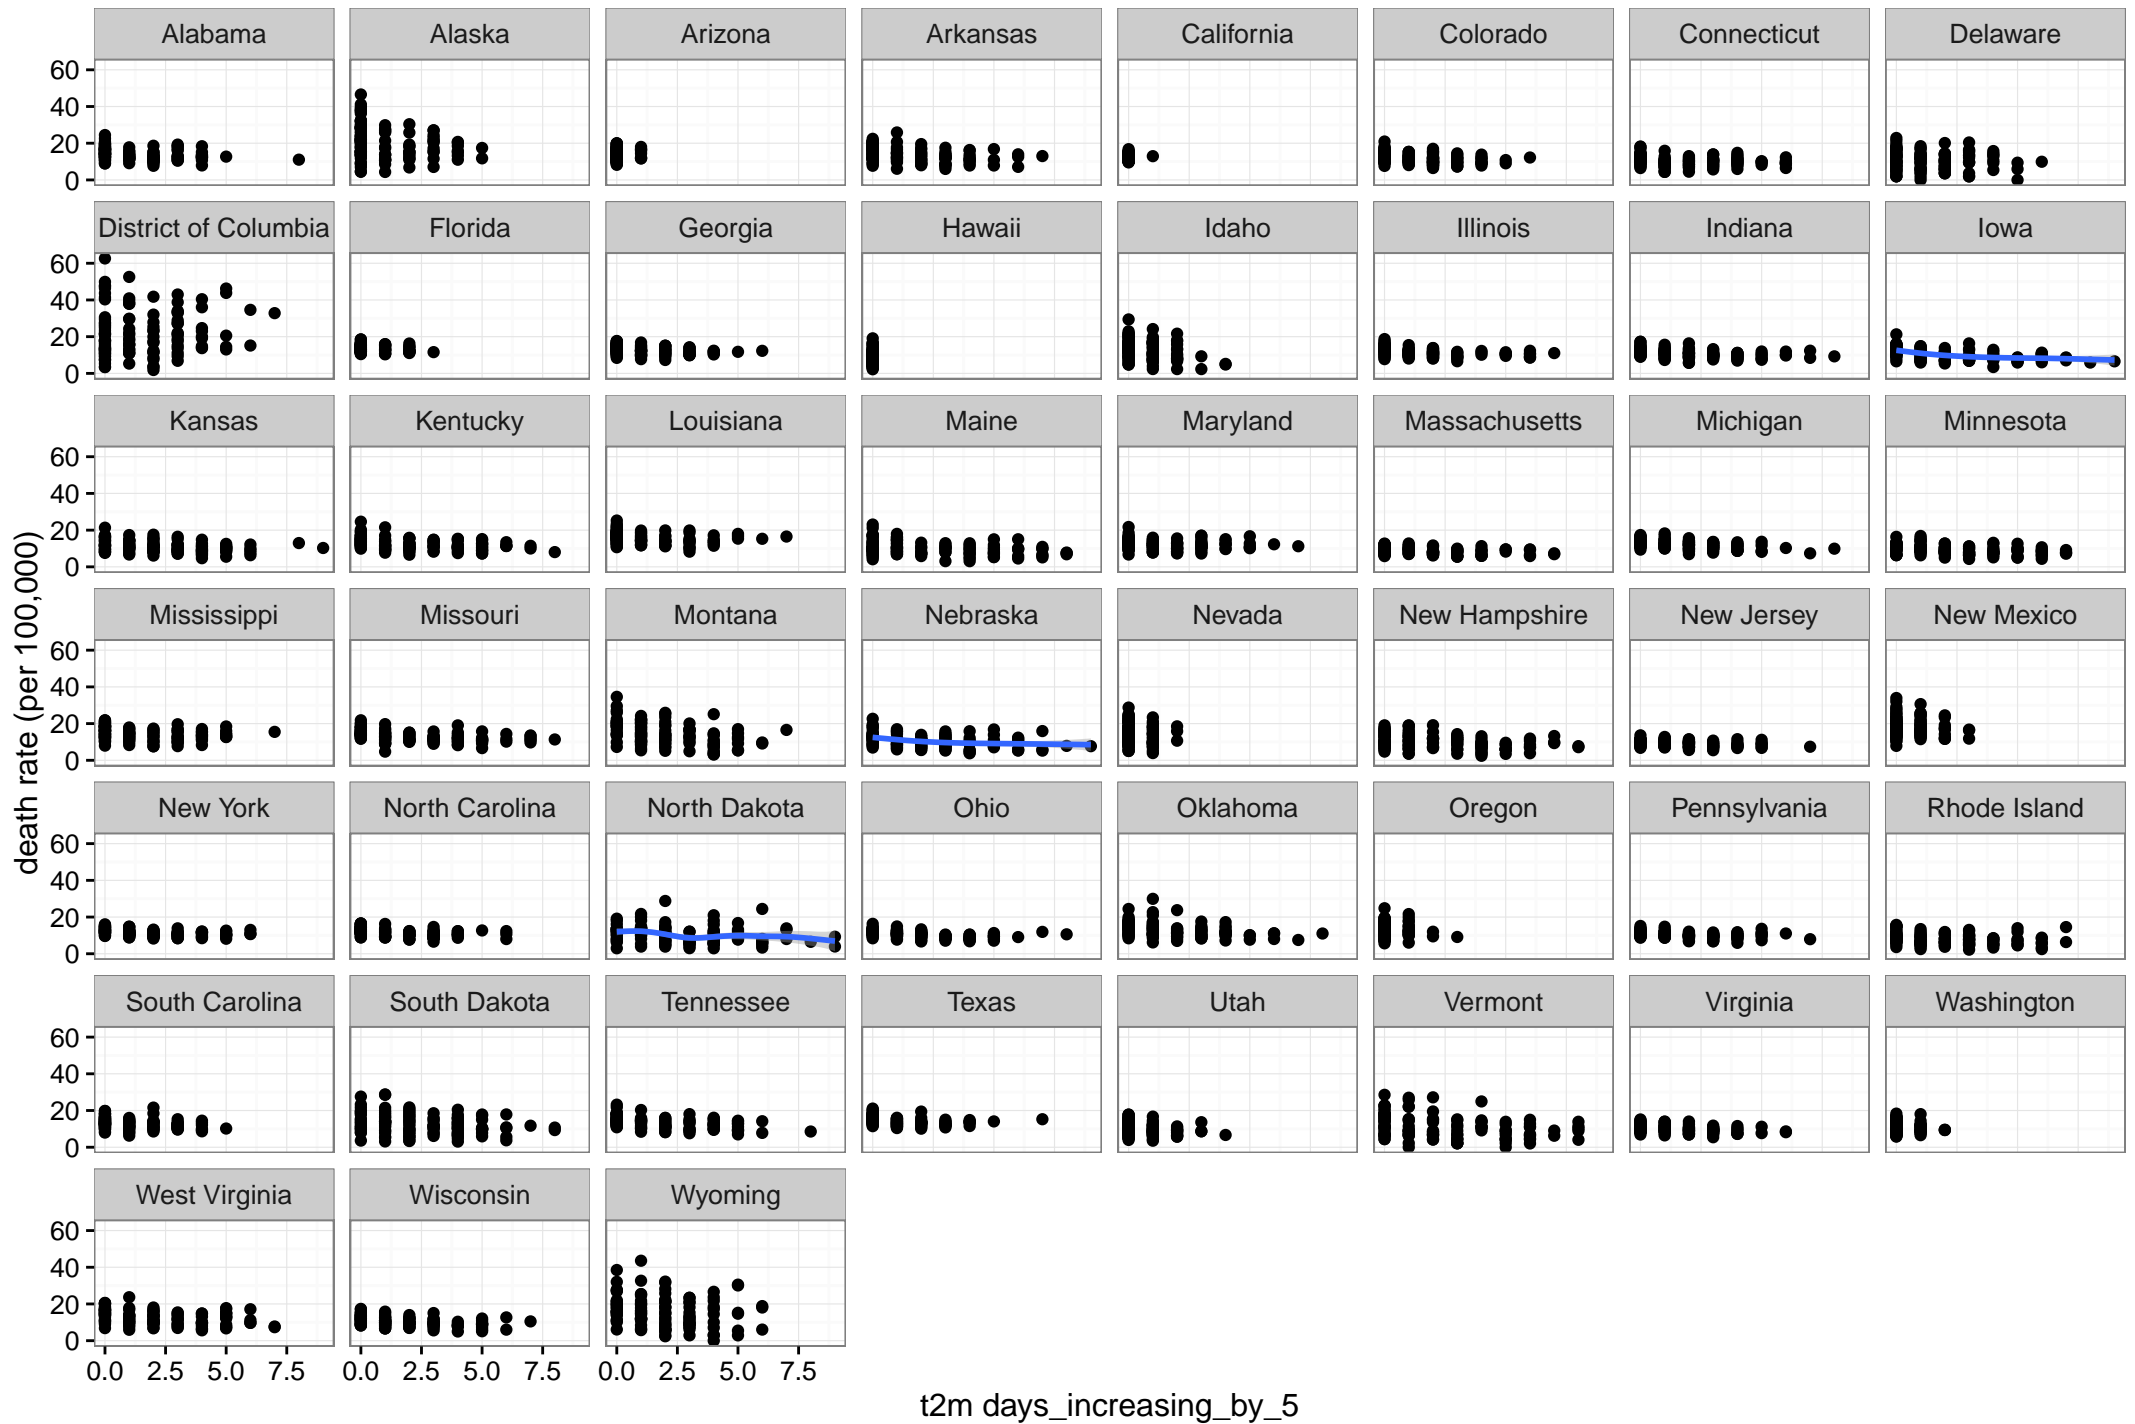 Alabama Alaska Arizona Arkansas California Colorado Connecticut Delaware
60
40
20
0
District of Columbia Florida Georgia Hawaii Idaho Illinois Indiana Iowa
60
40
20
0
Kansas Kentucky Louisiana Maine Maryland Massachusetts Michigan Minnesota
60
40
20
0
death rate (per 100,000)
Mississippi Missouri Montana Nebraska Nevada New Hampshire New Jersey New Mexico
60
40
20
0
New York North Carolina North Dakota Ohio Oklahoma Oregon Pennsylvania Rhode Island
60
40
20
0
South Carolina South Dakota Tennessee Texas Utah Vermont Virginia Washington
60
40
20
0
West Virginia Wisconsin Wyoming
60
40
20
0
0.0 2.5 5.0 7.5 0.0 2.5 5.0 7.5 0.0 2.5 5.0 7.5
t2m days_increasing_by_5